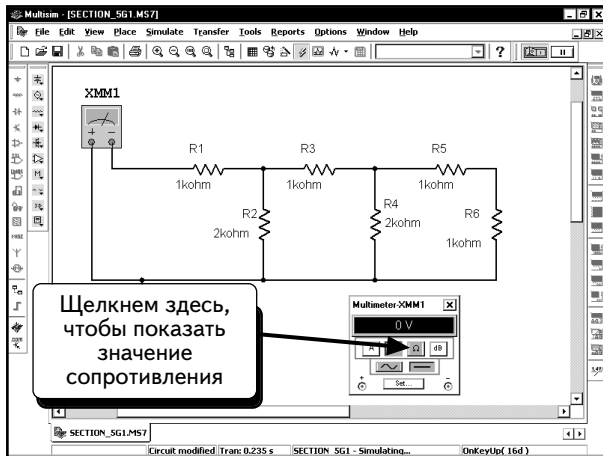 Multisim - [SECTION_5G1.MS7]
File Edit View Place Simulate Transfer Tools Reports Options Window Help
XMM1
R1
R3
R5
1kohm
1kohm
1kohm
R2
R4
R6
2kohm
2kohm
1kohm
Щелкнем здесь,
чтобы показать
значение
сопротивления
Multimeter-XMM1
0 V
A
Ω
dB
Set...
MISC
SECTION_5G1.MS7
Circuit modified Tran: 0.235 s SECTION_5G1 - Simulating... OnKeyUp( 16d )